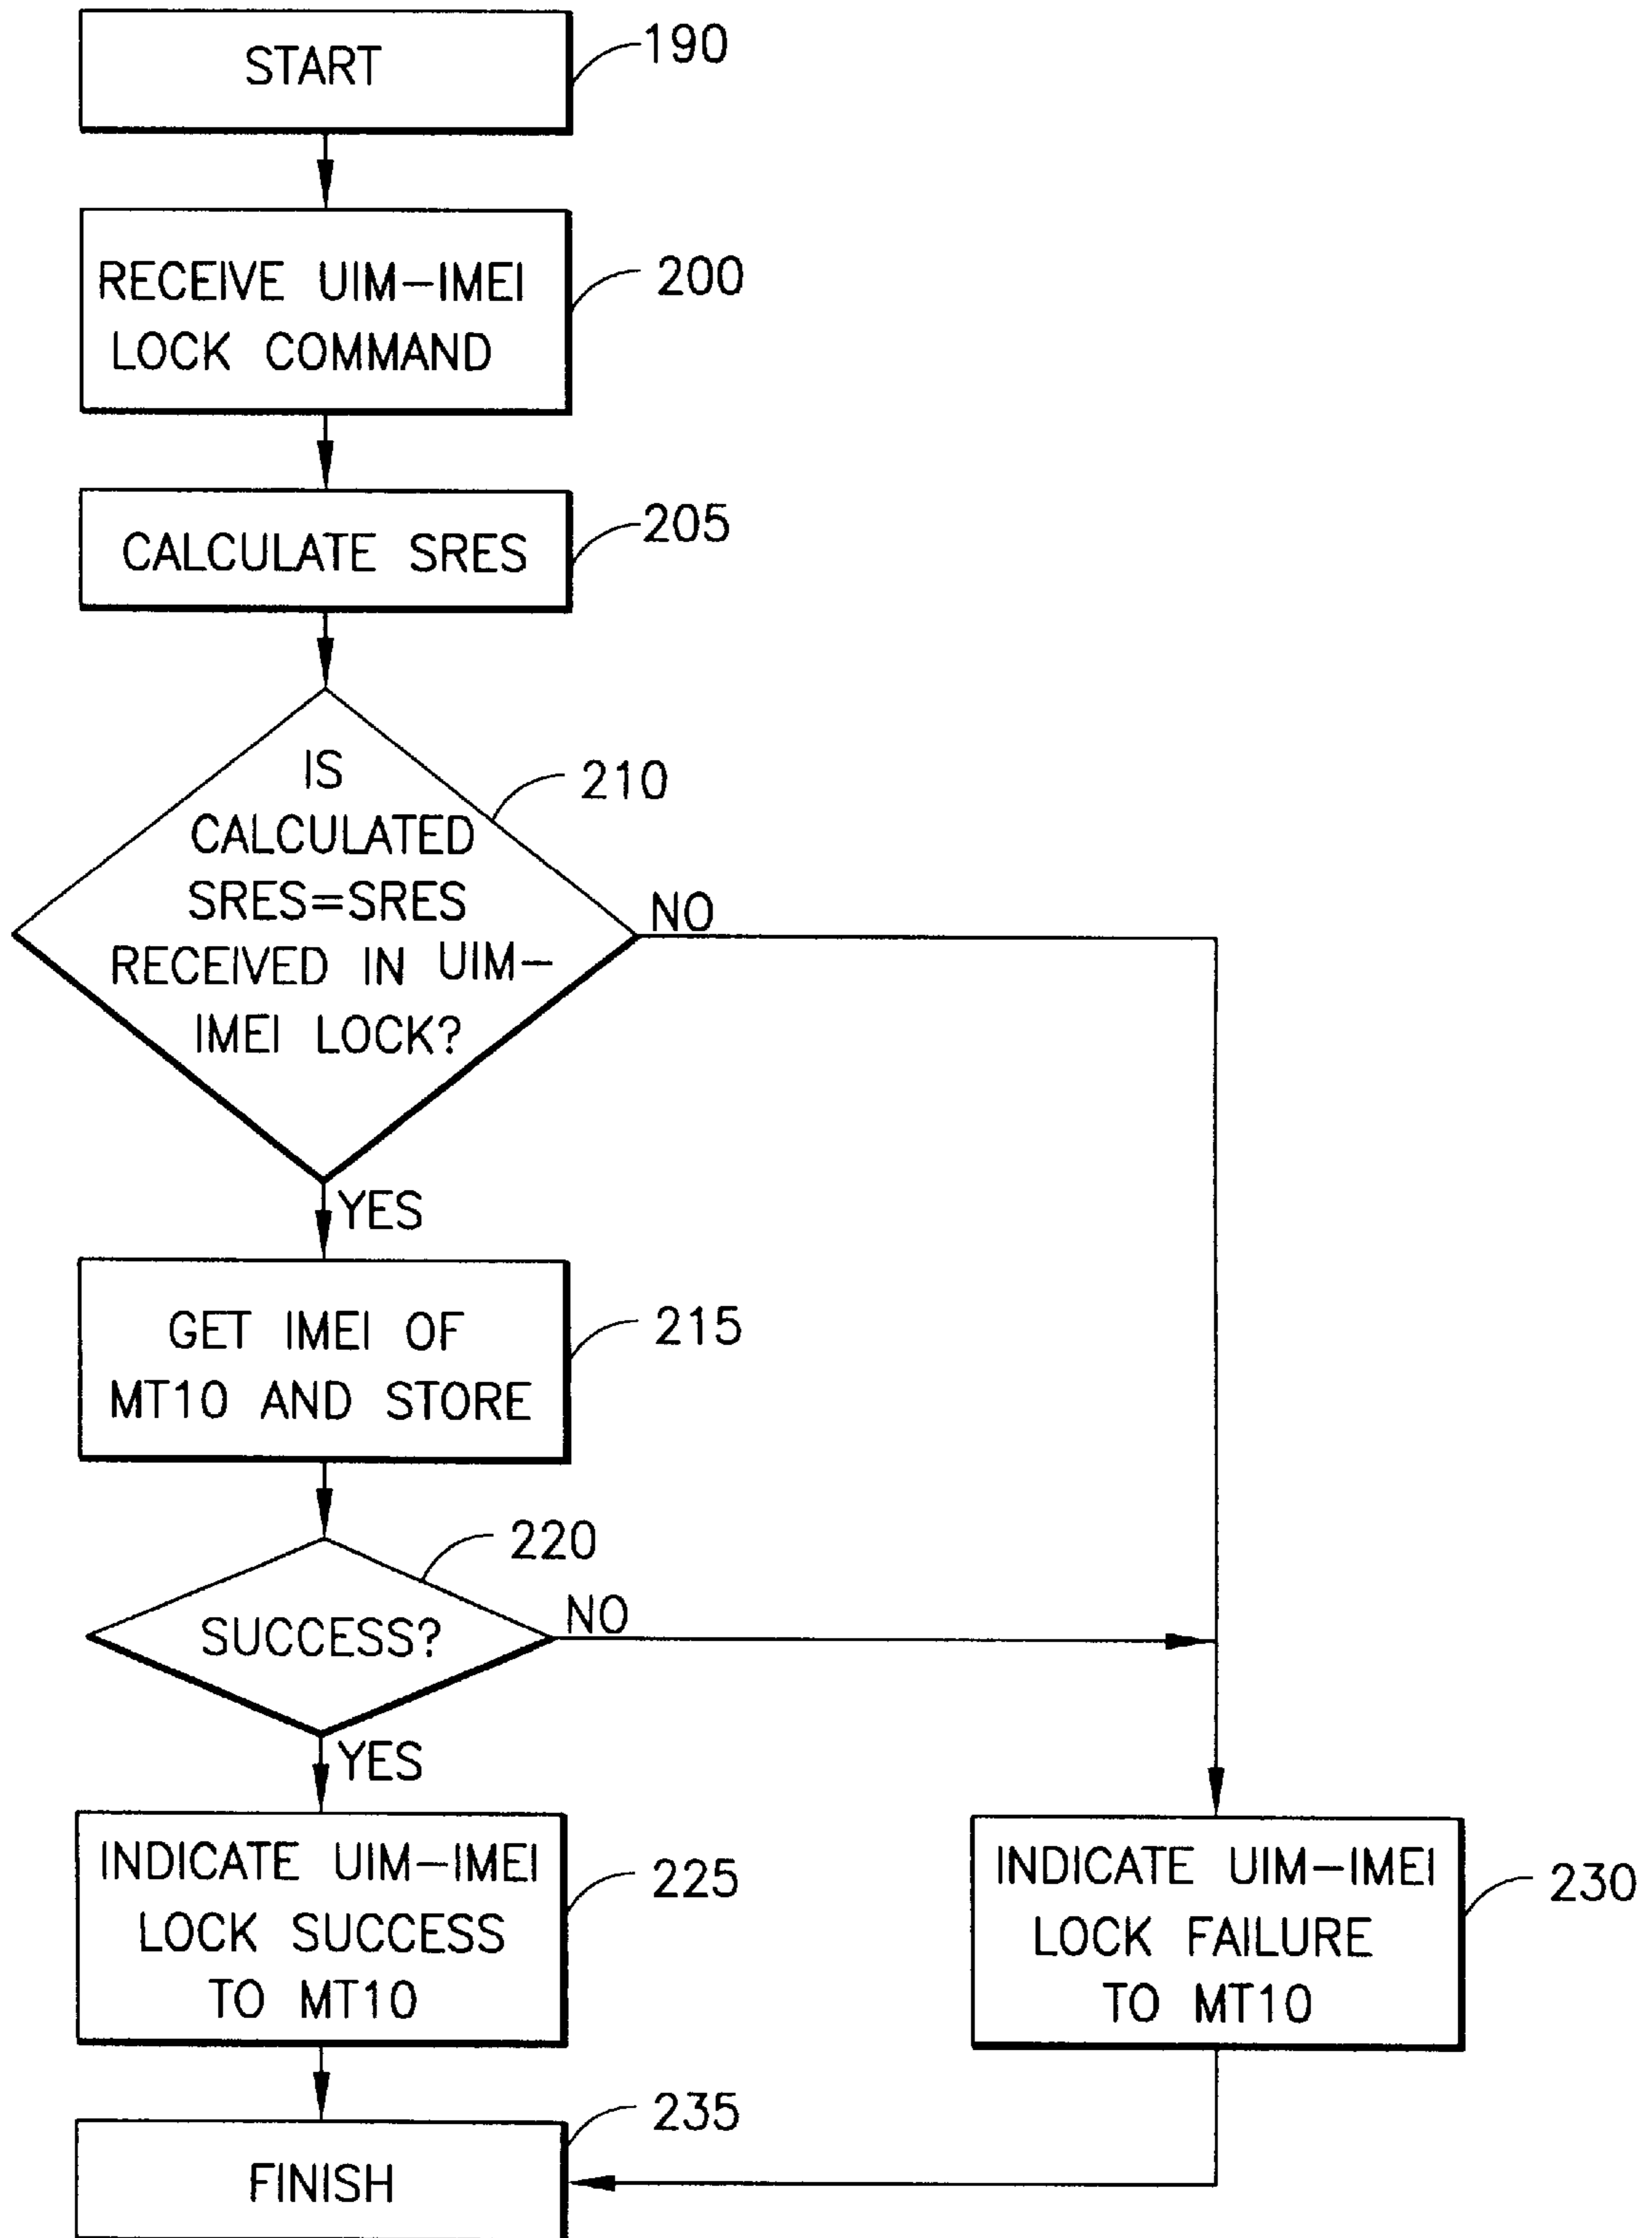 START
190
RECEIVE UIM-IMEI
LOCK COMMAND
200
CALCULATE SRES
205
IS
CALCULATED
SRES=SRES
RECEIVED IN UIM-
IMEI LOCK?
210
NO
YES
GET IMEI OF
MT10 AND STORE
215
SUCCESS?
220
NO
YES
INDICATE UIM-IMEI
LOCK SUCCESS
TO MT10
225
INDICATE UIM-IMEI
LOCK FAILURE
TO MT10
230
FINISH
235